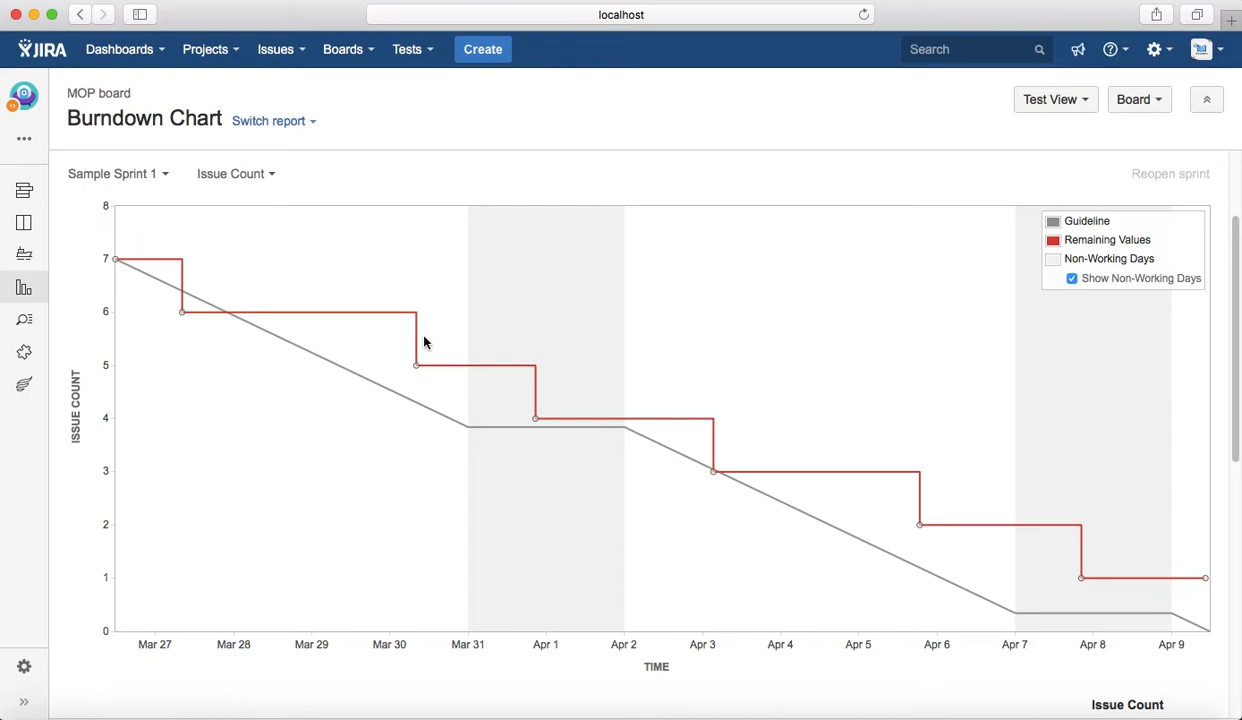 localhost
JIRA Dashboards Projects Issues Boards Tests Create Search
MOP board
Burndown Chart Switch report
Test View Board
Sample Sprint 1 Issue Count Reopen sprint
8
7
6
5
4
3
2
1
0
ISSUE COUNT
Guideline
Remaining Values
Non-Working Days
Show Non-Working Days
Mar 27 Mar 28 Mar 29 Mar 30 Mar 31 Apr 1 Apr 2 Apr 3 Apr 4 Apr 5 Apr 6 Apr 7 Apr 8 Apr 9
TIME
Issue Count